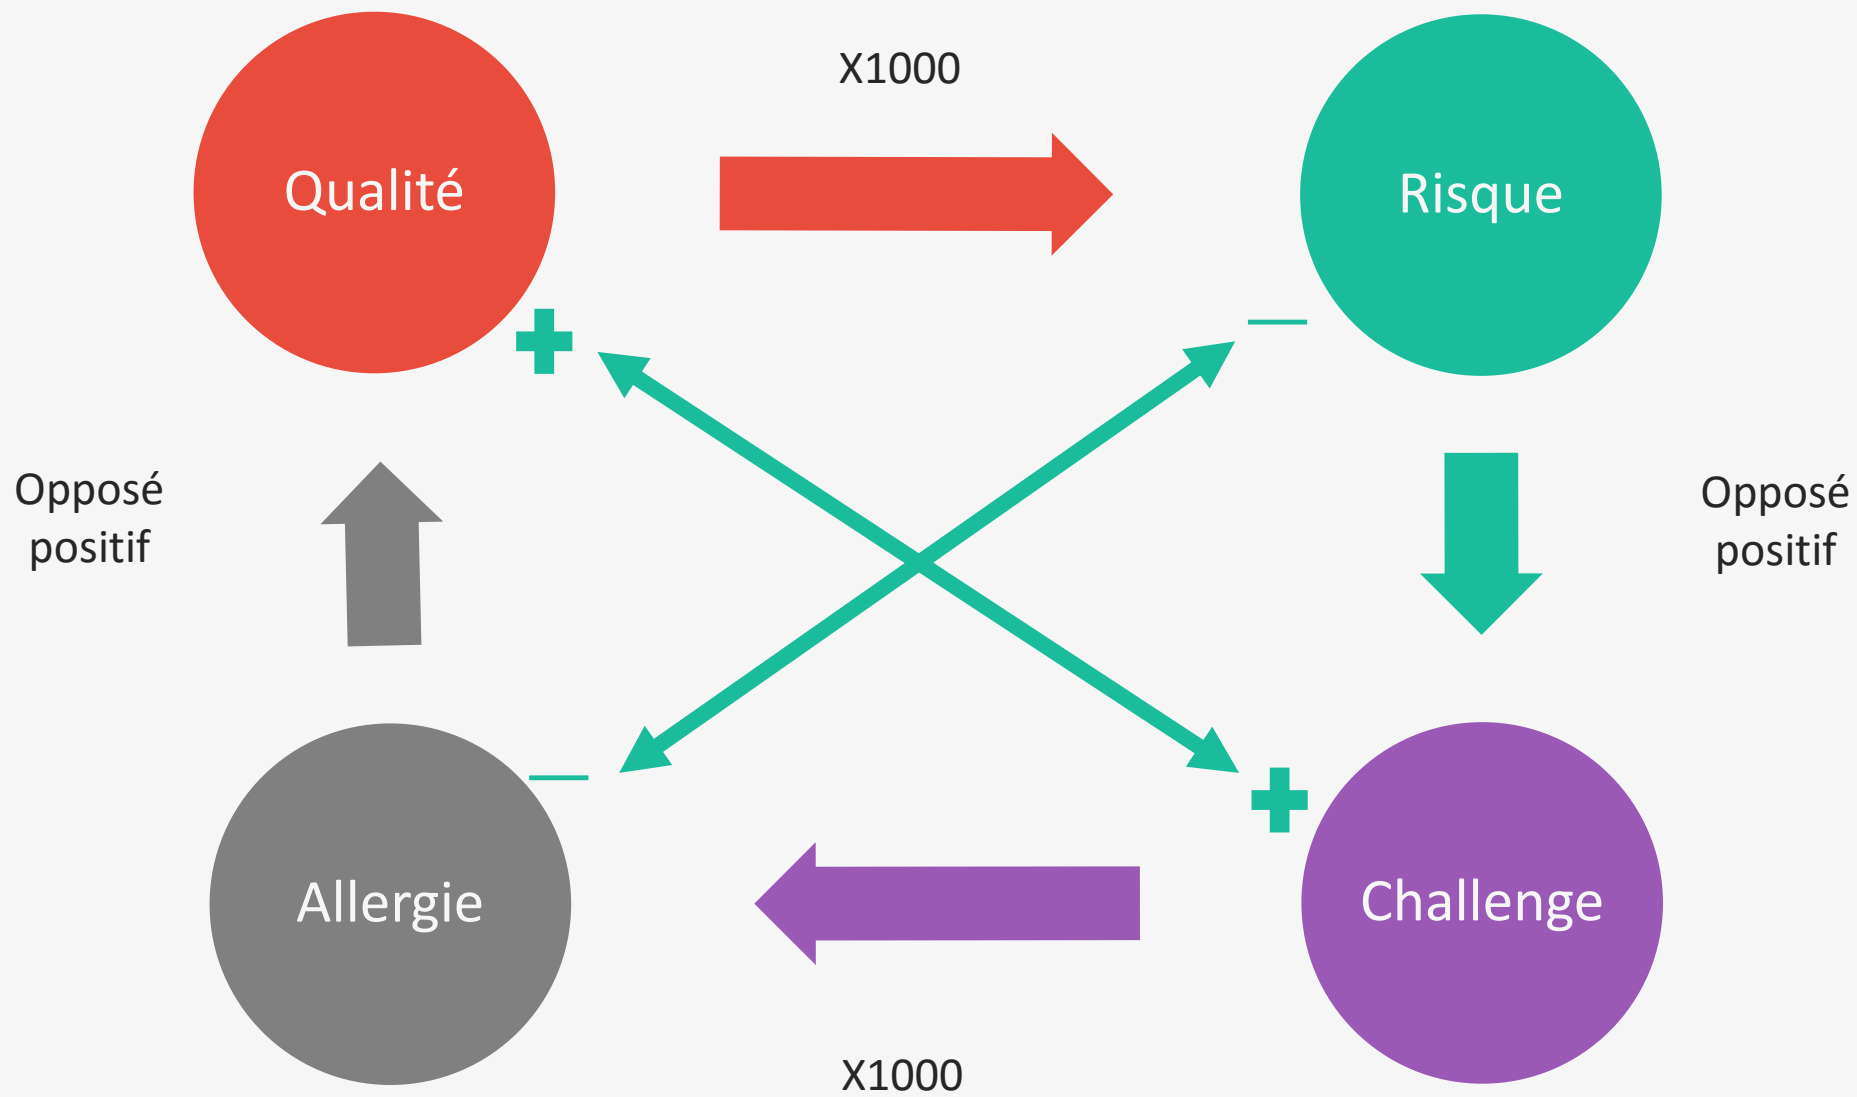 X1000
Qualité
Risque
Opposé
positif
Opposé
positif
Allergie
Challenge
X1000